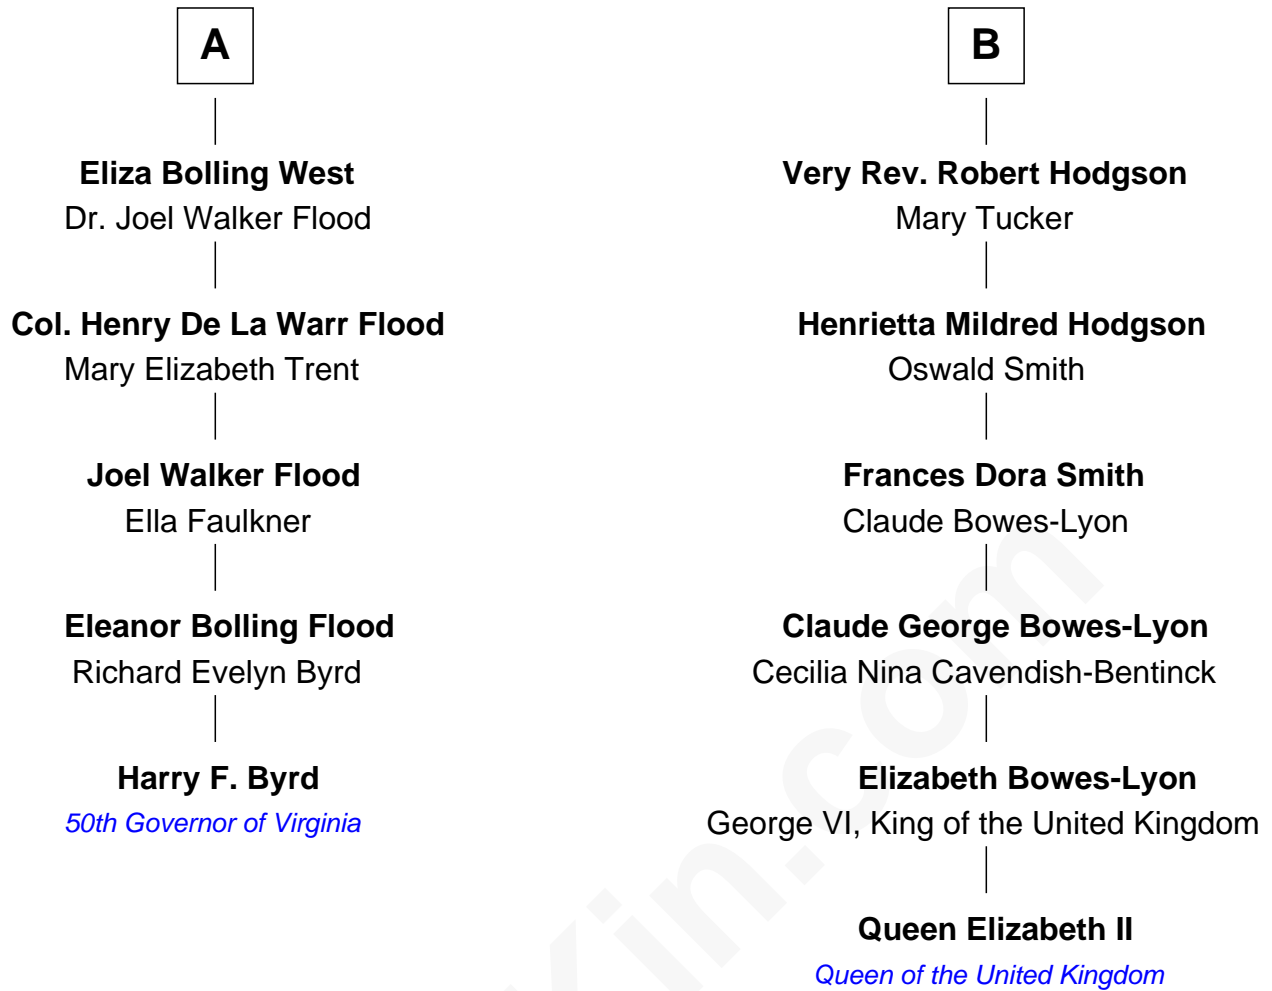 A
Eliza Bolling West
Dr. Joel Walker Flood
Col. Henry De La Warr Flood
Mary Elizabeth Trent
Joel Walker Flood
Ella Faulkner
Eleanor Bolling Flood
Richard Evelyn Byrd
Harry F. Byrd
50th Governor of Virginia
B
Very Rev. Robert Hodgson
Mary Tucker
Henrietta Mildred Hodgson
Oswald Smith
Frances Dora Smith
Claude Bowes-Lyon
Claude George Bowes-Lyon
Cecilia Nina Cavendish-Bentinck
Elizabeth Bowes-Lyon
George VI, King of the United Kingdom
Queen Elizabeth II
Queen of the United Kingdom
Kin.com